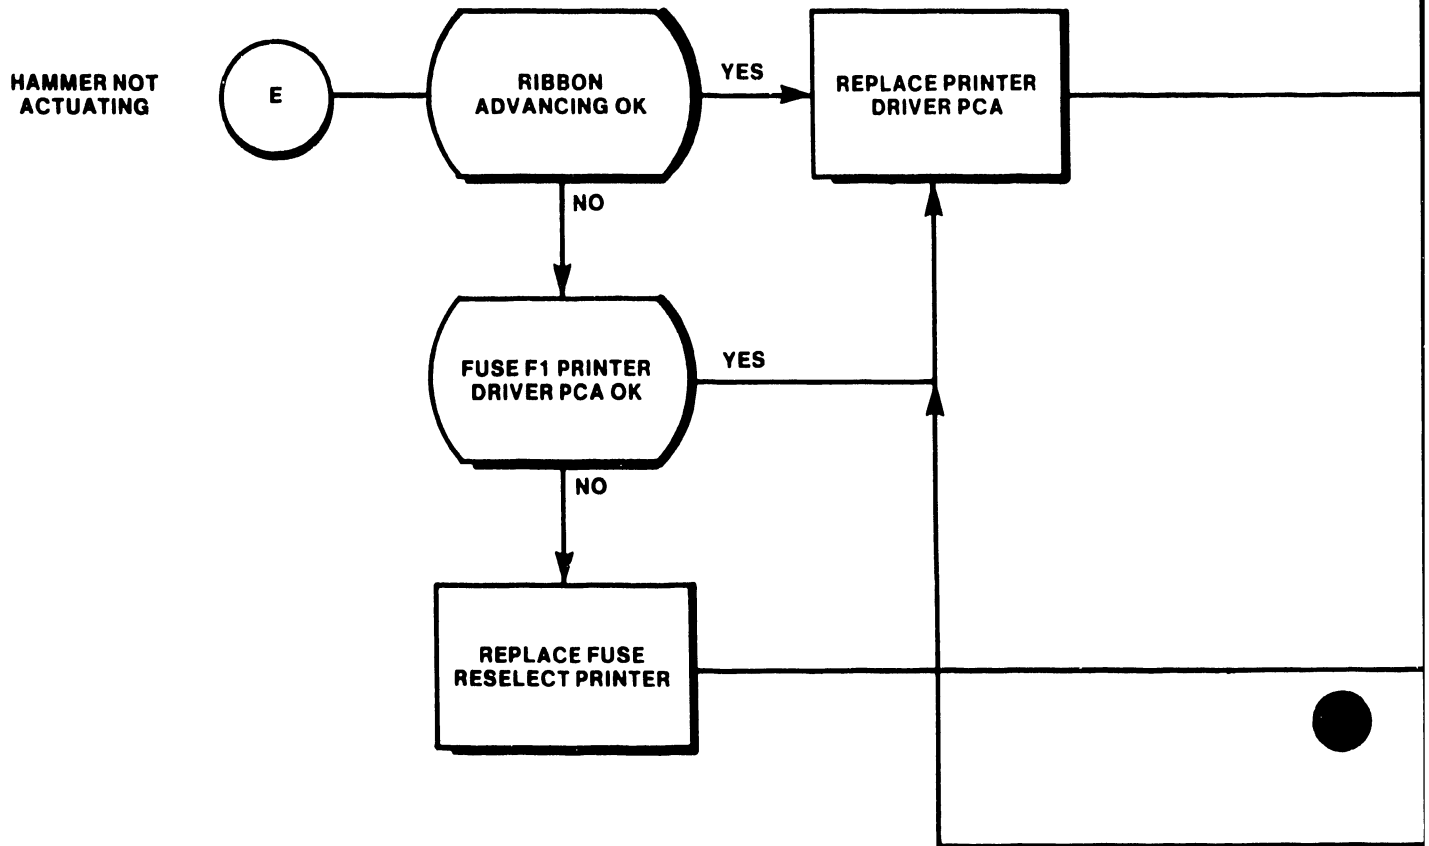 HAMMER NOT
ACTUATING
E
RIBBON
ADVANCING OK
YES
REPLACE PRINTER
DRIVER PCA
NO
FUSE F1 PRINTER
DRIVER PCA OK
YES
NO
REPLACE FUSE
RESELECT PRINTER